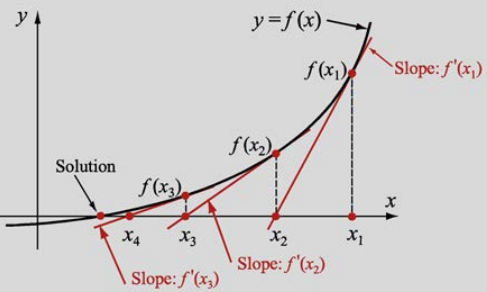 y
y=f(x)
f(x₁)
Slope: f'(x₁)
f(x₂)
Solution
f(x₃)
x
x₄
x₃
x₂
x₁
Slope: f'(x₂)
Slope: f'(x₃)